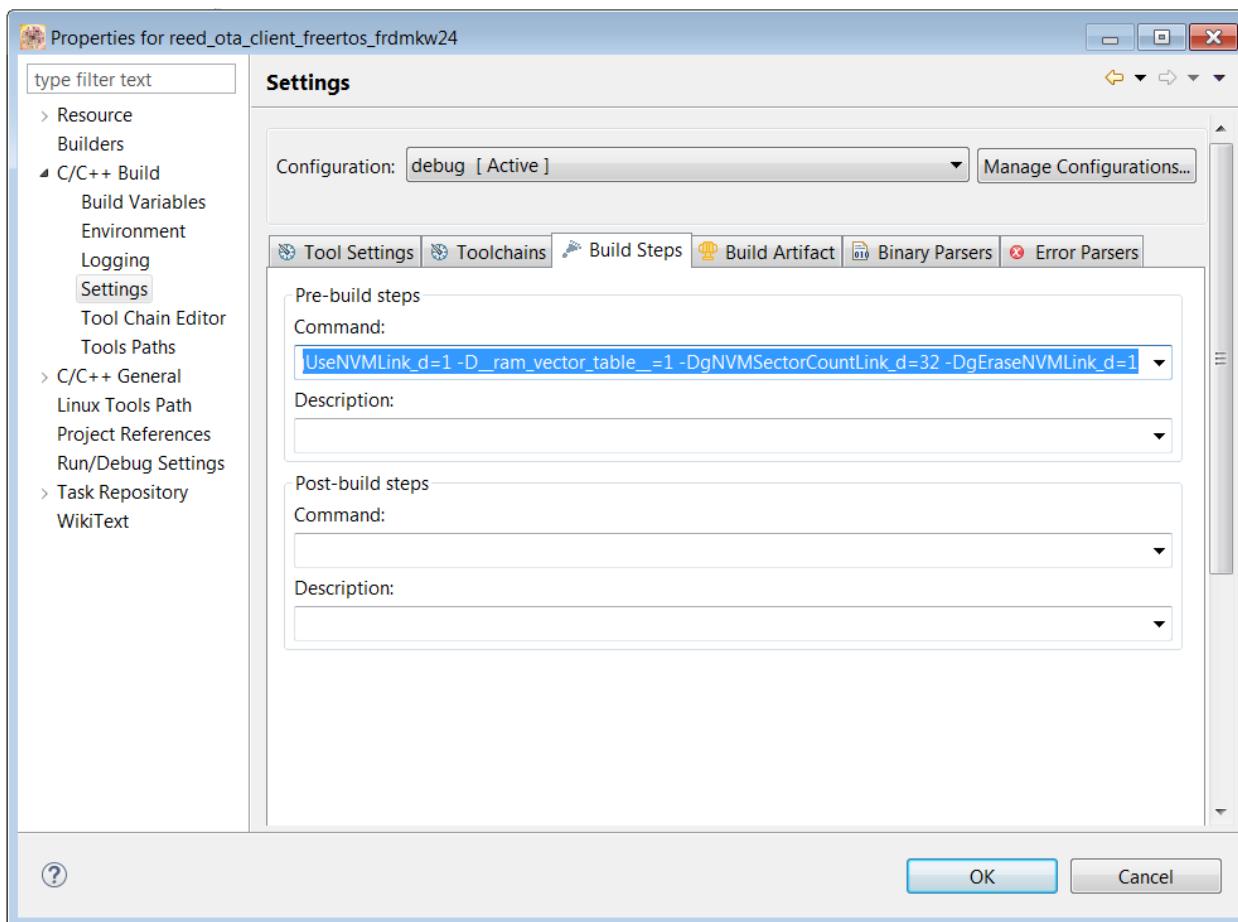 Properties for reed_ota_client_freertos_frdmkw24
type filter text
Resource
Builders
C/C++ Build
Build Variables
Environment
Logging
Settings
Tool Chain Editor
Tools Paths
C/C++ General
Linux Tools Path
Project References
Run/Debug Settings
Task Repository
WikiText
Settings
Configuration: debug [ Active ] Manage Configurations...
Tool Settings Toolchains Build Steps Build Artifact Binary Parsers Error Parsers
Pre-build steps
Command:
UseNVMLink_d=1 -D__ram_vector_table__=1 -DgNVMSectorCountLink_d=32 -DgEraseNVMLink_d=1
Description:
Post-build steps
Command:
Description:
OK Cancel